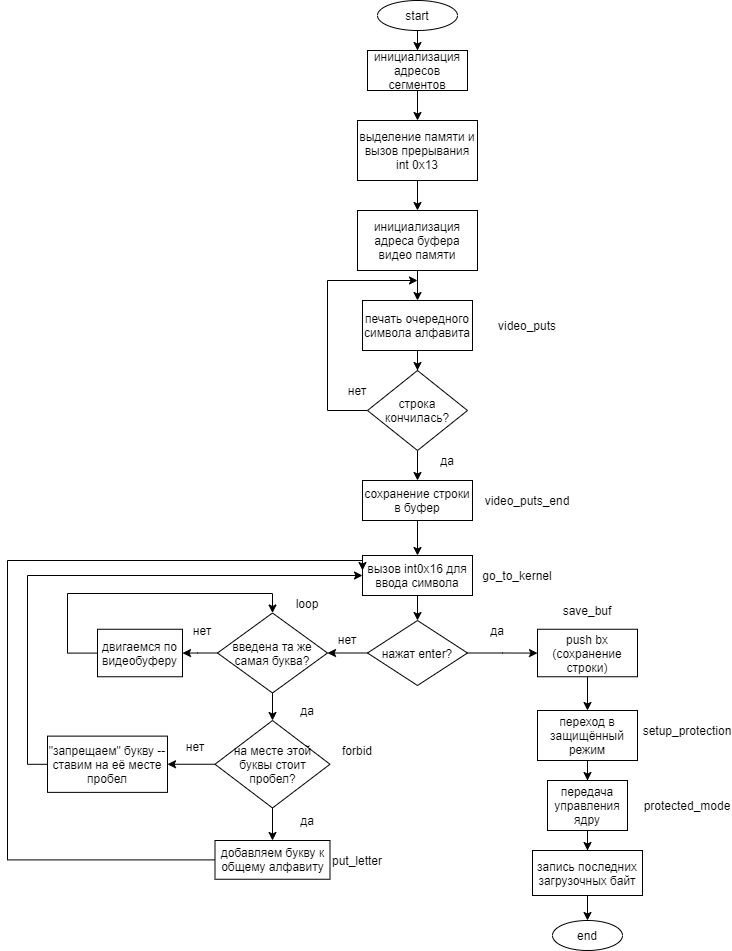 start
инициализация
адресов
сегментов
выделение памяти и
вызов прерывания
int 0x13
инициализация
адреса буфера
видео памяти
печать очередного
символа алфавита
video_puts
нет
строка
кончилась?
да
сохранение строки
в буфер
video_puts_end
вызов int0x16 для
ввода символа
go_to_kernel
loop
save_buf
нет
нет
да
двигаемся по
видеобуферу
введена та же
самая буква?
нажат enter?
push bx
(сохранение
строки)
да
переход в
защищённый
режим
setup_protection
"запрещаем" букву --
ставим на её месте
пробел
нет
на месте этой
буквы стоит
пробел?
forbid
передача
управления
ядру
protected_mode
да
добавляем букву к
общему алфавиту
put_letter
запись последних
загрузочных байт
end